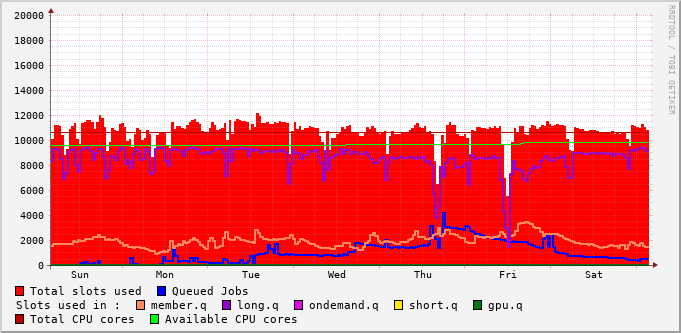 RRDTOOL / TOBI OETIKER
20000
18000
16000
14000
12000
10000
8000
6000
4000
2000
0
Sun Mon Tue Wed Thu Fri Sat
Total slots used Queued Jobs
Slots used in : member.q long.q ondemand.q short.q gpu.q
Total CPU cores Available CPU cores